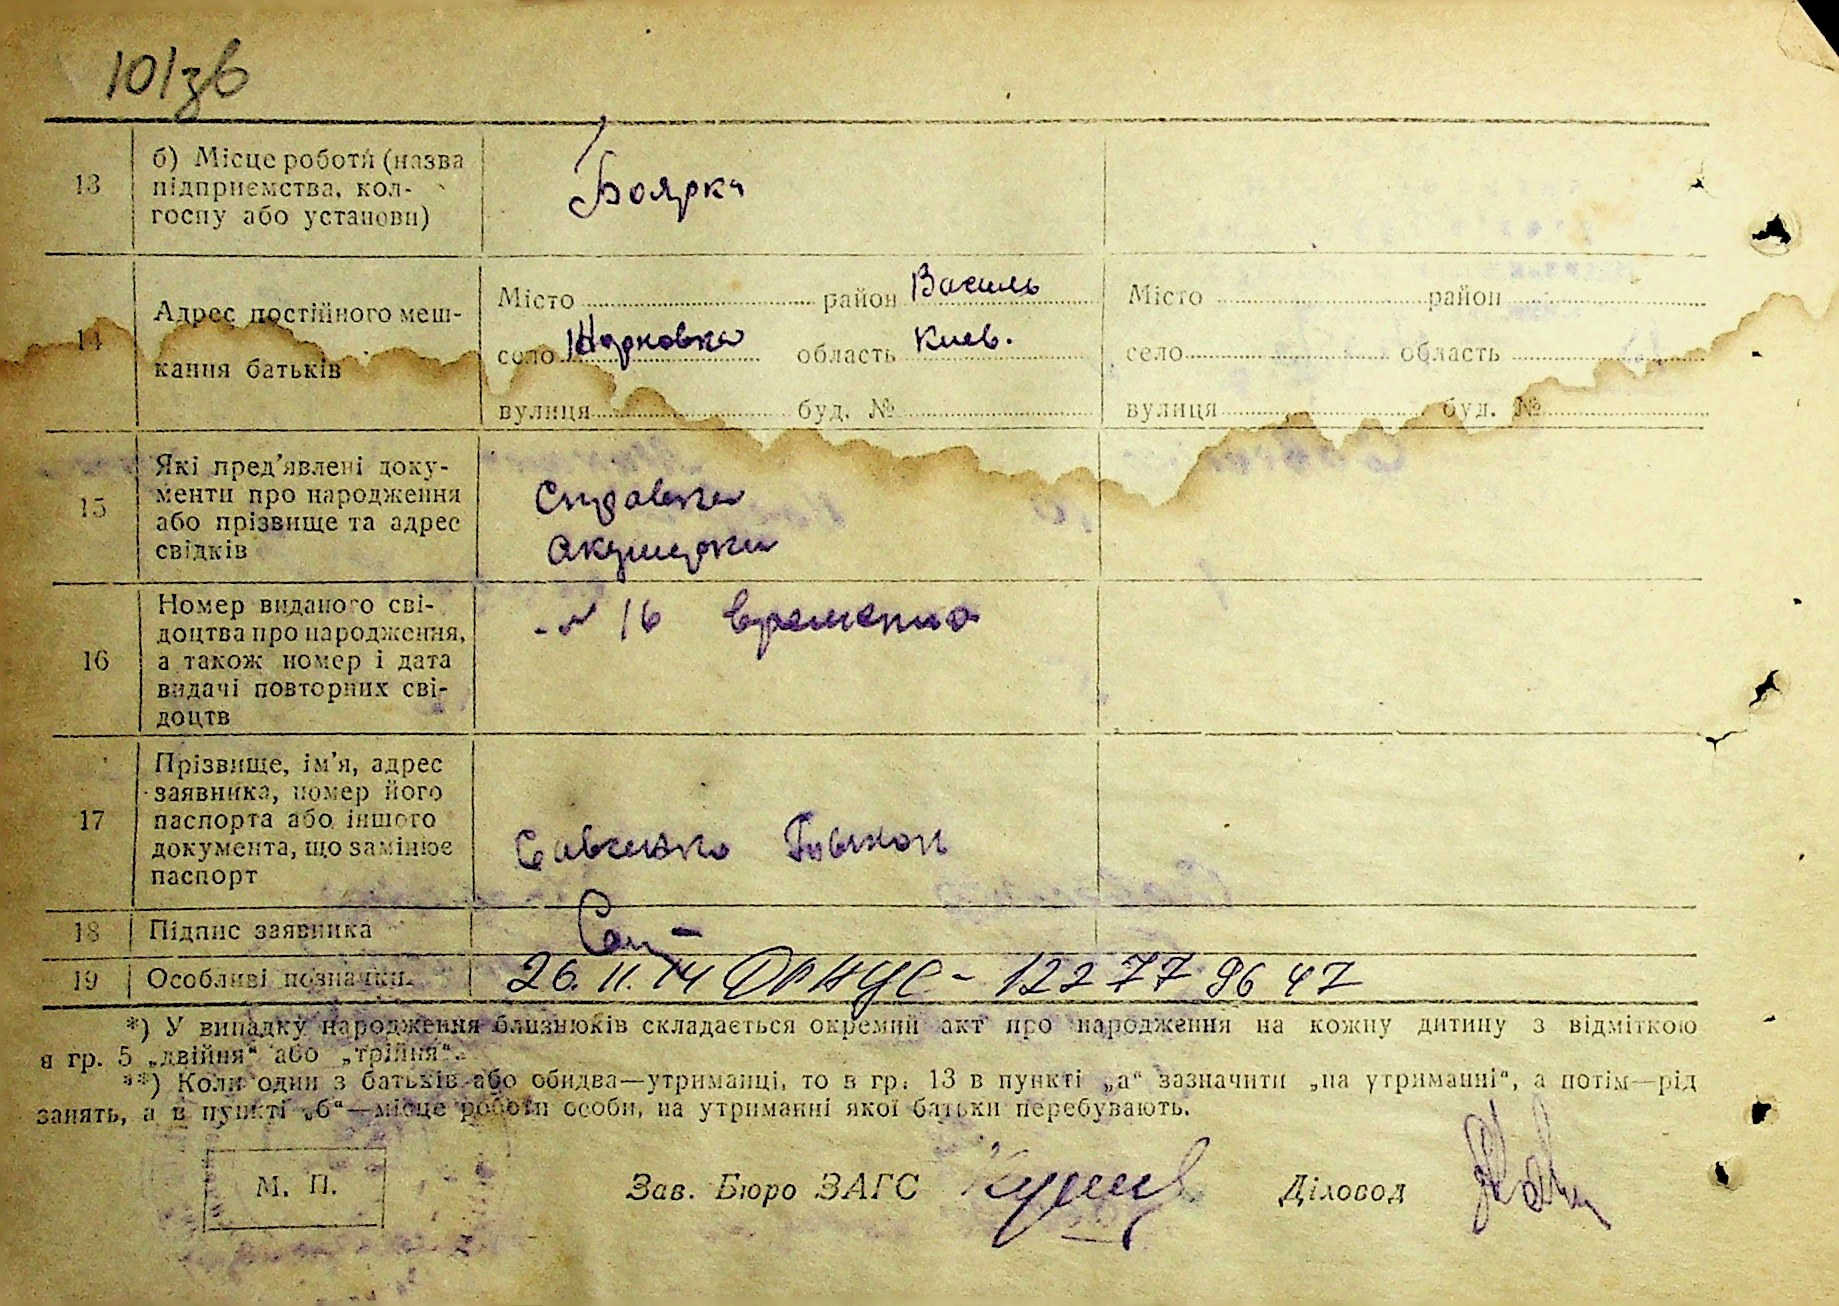 101зв
13 б) Місце роботи (назва
підприємства, кол-
госпу або установи)
Боярка
14 Адрес постійного меш-
кання батьків
Місто район Василь
село область Киев.
вулиця буд. №
Місто район
село область
вулиця буд. №
15 Які пред’явлені доку-
менти про народження
або прізвище та адрес
свідків
Справка
акушерки
16 Номер виданого сві-
доцтва про народження,
а також номер і дата
видачі повторних сві-
доцтв
№ 16 временно
17 Прізвище, ім’я, адрес
заявника, номер його
паспорта або іншого
документа, що замінює
паспорт
Савченко
18 Підпис заявника
19 Особливі позначки.
26.11.14 ДРАЦС - 1227799647
*) У випадку народження близнюків складається окремий акт про народження на кожну дитину з відміткою
в гр. 5 „двійня“ або „трійня“.
**) Коли один з батьків або обидва—утриманці, то в гр. 13 в пункті „а“ зазначити „на утриманні“, а потім—рід
занять, а в пункті „б“—місце роботи особи, на утриманні якої батьки перебувають.
М. П.
Зав. Бюро ЗАГС
Діловод